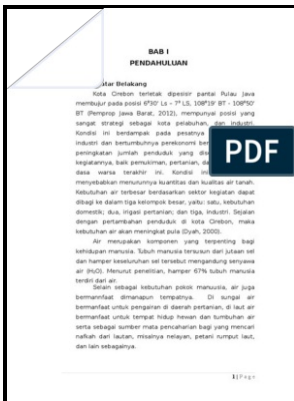 BAB I
PENDAHULUAN
Latar Belakang
Kota Cirebon terletak dipesisir pantai Pulau Jawa
membujur pada posisi 6°30' Ls – 7° LS, 108°19' BT - 108°50'
BT (Pemprop Jawa Barat, 2012), mempunyai posisi yang
sangat strategi sebagai kota pelabuhan, dan industri.
Kondisi ini berdampak pada pesatnya
industri dan bertumbuhnya perekonomi
peningkatan jumlah penduduk yang
kegiatannya, baik pemukiman, pertanian,
dasa warsa terakhir ini. Kondisi ini
menyebabkan menurunnya kuantitas dan kualitas air tanah.
Kebutuhan air terbesar berdasarkan sektor kegiatan dapat
dibagi ke dalam tiga kelompok besar, yaitu: satu, kebutuhan
domestik; dua, irigasi pertanian; dan tiga, industri. Sejalan
dengan pertambahan penduduk di kota Cirebon, maka
kebutuhan air akan meningkat pula (Dyah, 2000).
Air merupakan komponen yang terpenting bagi
kehidupan manusia. Tubuh manusia tersusun dari jutaan sel
dan hamper keseluruhan sel tersebut mengandung senyawa
air (H2O). Menurut penelitian, hamper 67% tubuh manusia
terdiri dari air.
Selain sebagai kebutuhan pokok manousia, air juga
bermannfaat dimanapun tempatnya. Di sungai air
bermanfaat untuk pengairan di daerah pertanian, di laut air
bermanfaat untuk tempat hidup hewan dan tumbuhan air
serta sebagai sumber mata pencaharian bagi yang mencari
nafkah dari lautan, misalnya nelayan, petani rumput laut,
dan lain sebagainya.
1 | Page
PDF